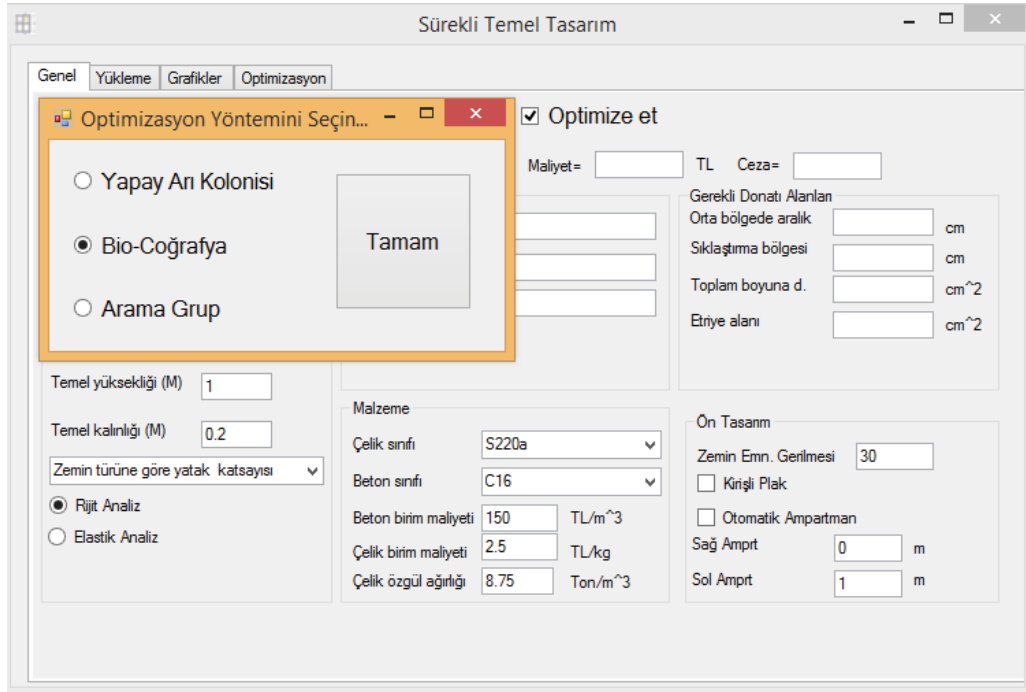 Sürekli Temel Tasarım
Genel Yükleme Grafikler Optimizasyon
Optimizasyon Yöntemini Seçin...
Yapay Arı Kolonisi
Bio-Coğrafya
Arama Grup
Tamam
Optimize et
Maliyet= TL Ceza=
Gerekli Donatı Alanları
Orta bölgede aralık cm
Sıklaştırma bölgesi cm
Toplam boyuna d. cm^2
Etriye alanı cm^2
Temel yüksekliği (M) 1
Temel kalınlığı (M) 0.2
Zemin türüne göre yatak katsayısı
Rijit Analiz
Elastik Analiz
Malzeme
Çelik sınıfı S220a
Beton sınıfı C16
Beton birim maliyeti 150 TL/m^3
Çelik birim maliyeti 2.5 TL/kg
Çelik özgül ağırlığı 8.75 Ton/m^3
Ön Tasarım
Zemin Emn. Gerilmesi 30
Kirişli Plak
Otomatik Ampartman
Sağ Amprt 0 m
Sol Amprt 1 m